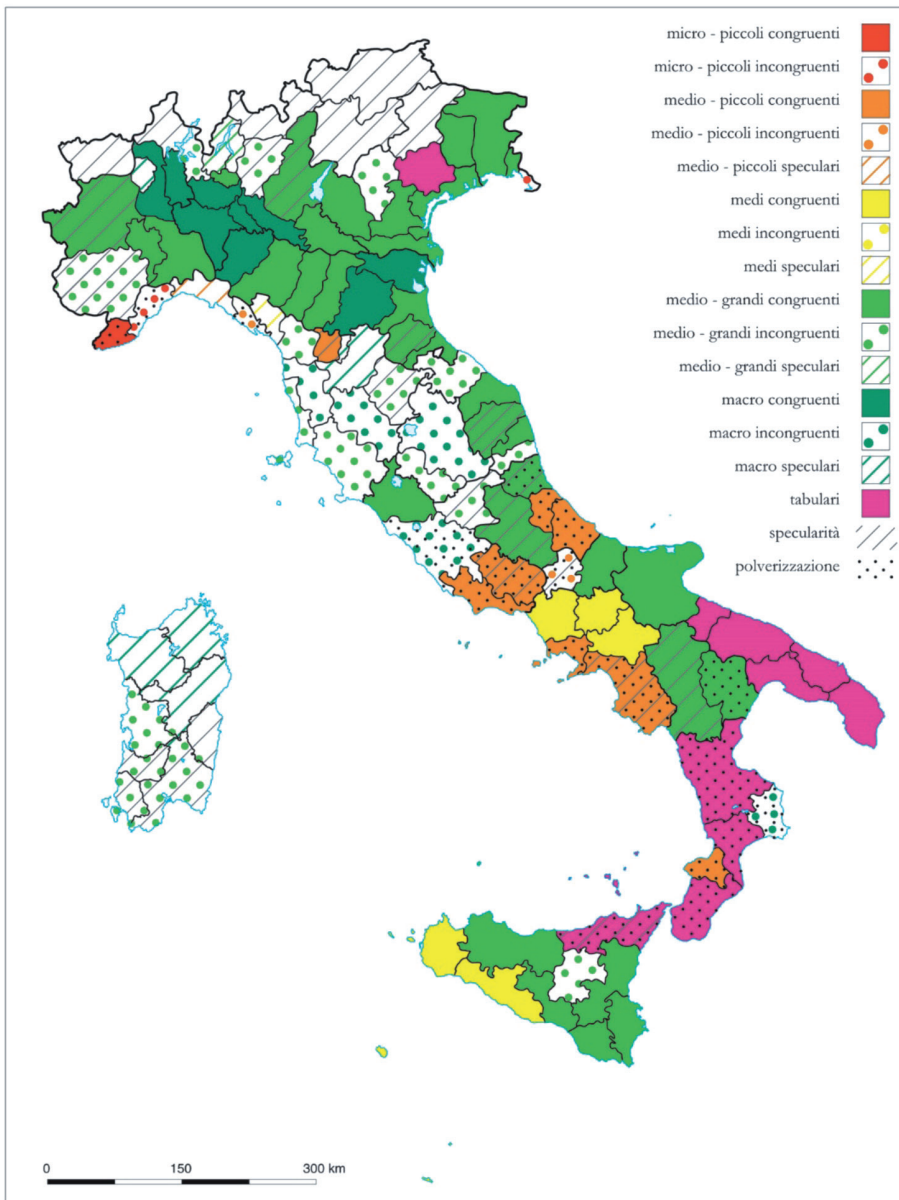 micro - piccoli congruenti
micro - piccoli incongruenti
medio - piccoli congruenti
medio - piccoli incongruenti
medio - piccoli speculari
medi congruenti
medi incongruenti
medi speculari
medio - grandi congruenti
medio - grandi incongruenti
medio - grandi speculari
macro congruenti
macro incongruenti
macro speculari
tabulari
specularità
polverizzazione
0 150 300 km